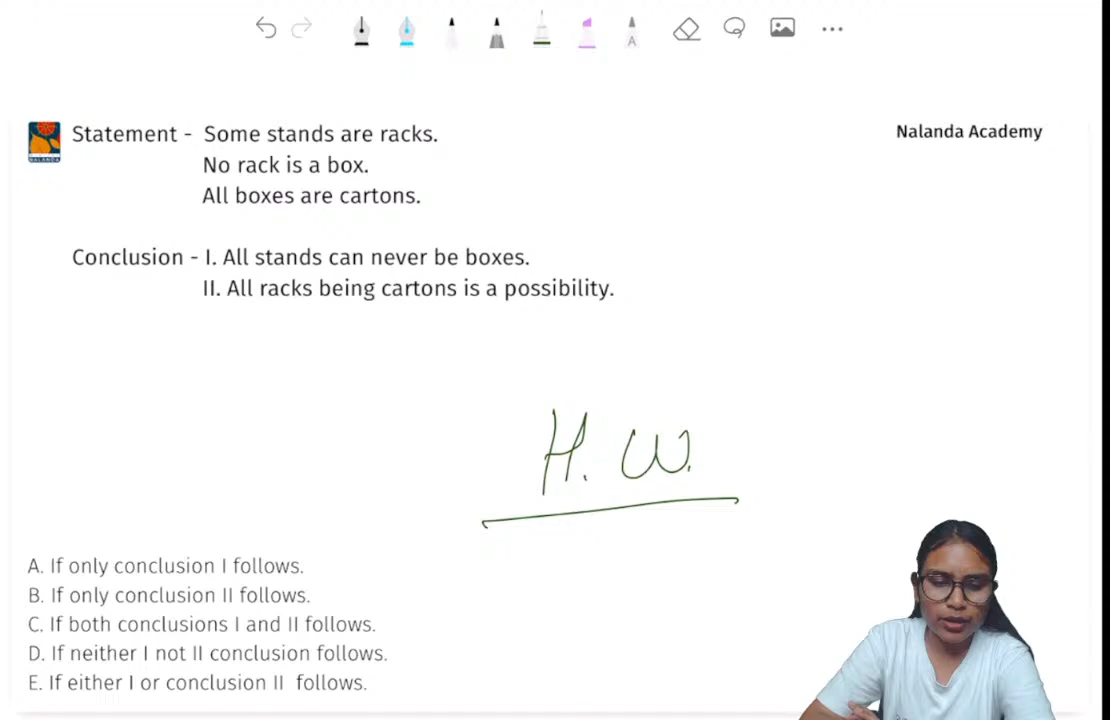 A
Statement - Some stands are racks.
Nalanda Academy
No rack is a box.
NALANDA
All boxes are cartons.
Conclusion - I. All stands can never be boxes.
II. All racks being cartons is a possibility.
H. W.
A. If only conclusion I follows.
B. If only conclusion II follows.
C. If both conclusions I and II follows.
D. If neither I not II conclusion follows.
E. If either I or conclusion II follows.